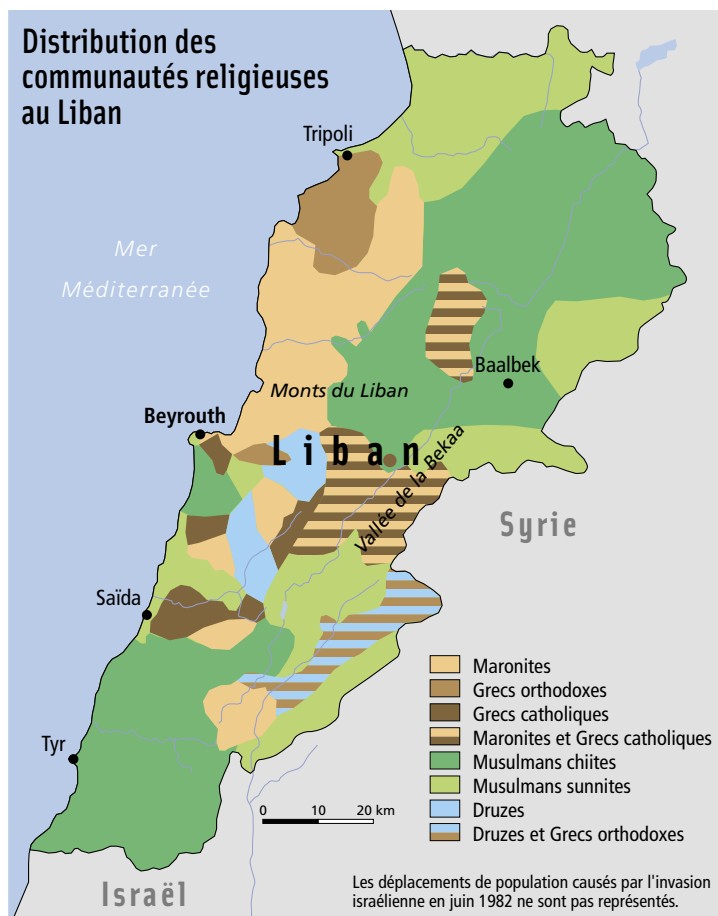 Distribution des
communautés religieuses
au Liban
Tripoli
Mer
Méditerranée
Baalbek
Monts du Liban
Beyrouth
Liban
Vallée de la Bekaa
Syrie
Saïda
Maronites
Grecs orthodoxes
Grecs catholiques
Maronites et Grecs catholiques
Musulmans chiites
Musulmans sunnites
Druzes
Druzes et Grecs orthodoxes
Tyr
0 10 20 km
Israël
Les déplacements de population causés par l'invasion
israélienne en juin 1982 ne sont pas représentés.